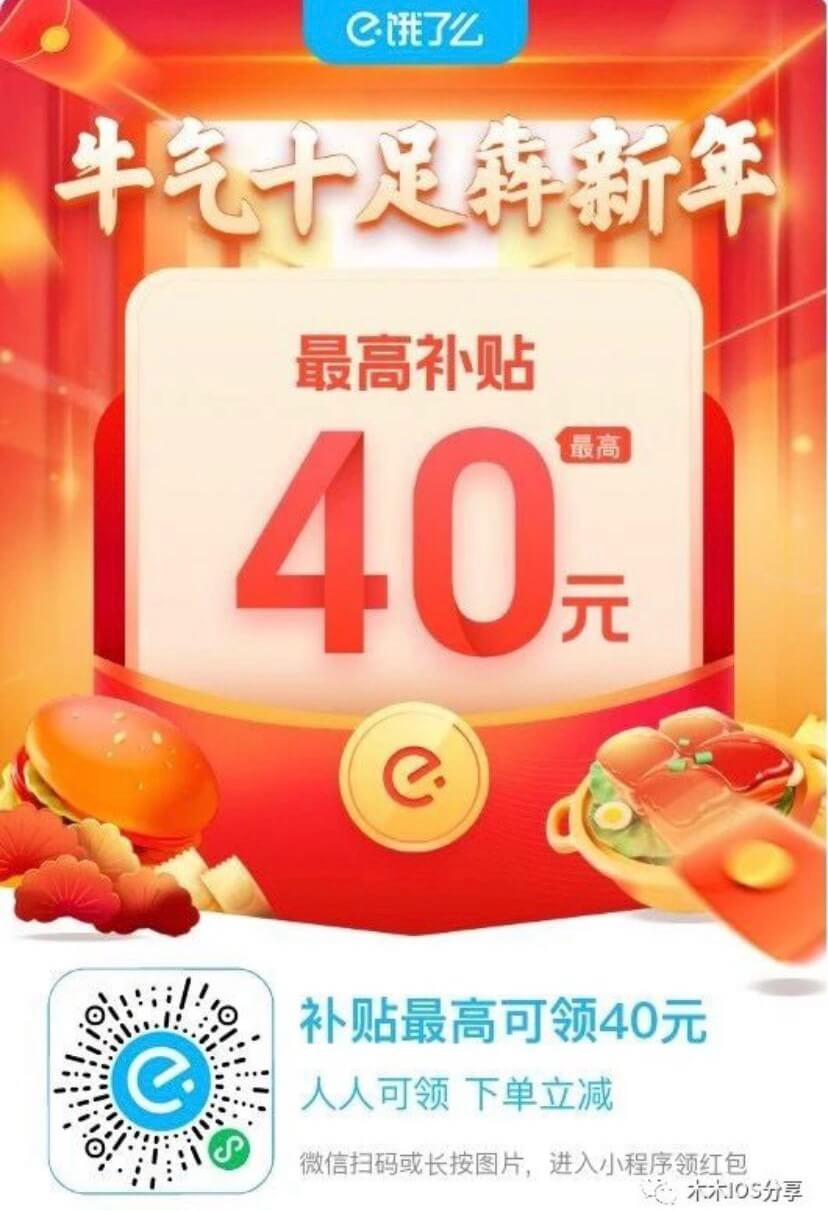 饿了么
牛气十足犇新年
最高补贴
40元
最高
补贴最高可领40元
人人可领 下单立减
微信扫码或长按图片，进入小程序领红包
木木IOS分享